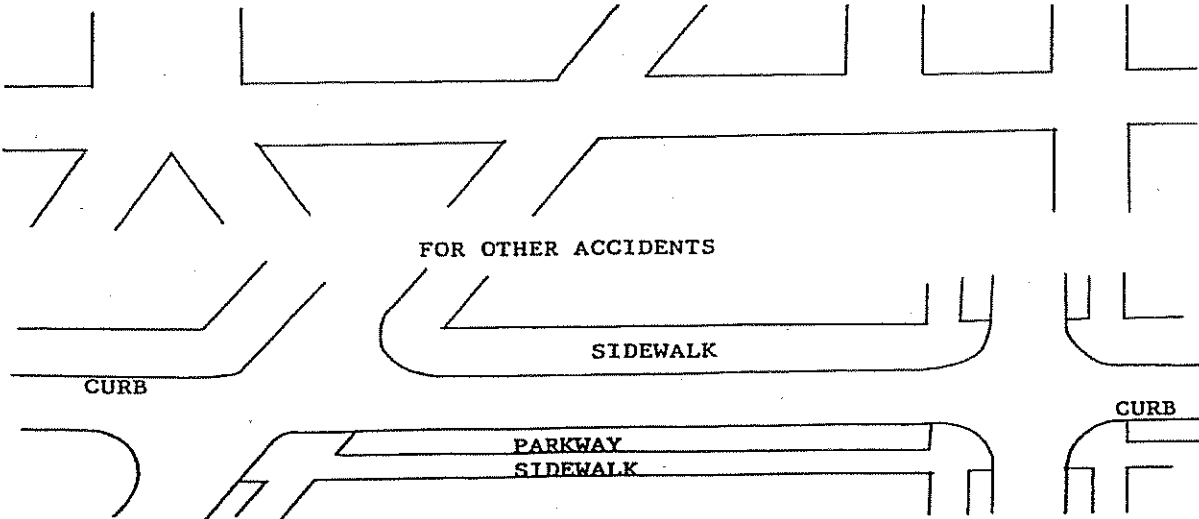 FOR OTHER ACCIDENTS
SIDEWALK
CURB
CURB
PARKWAY
SIDEWALK